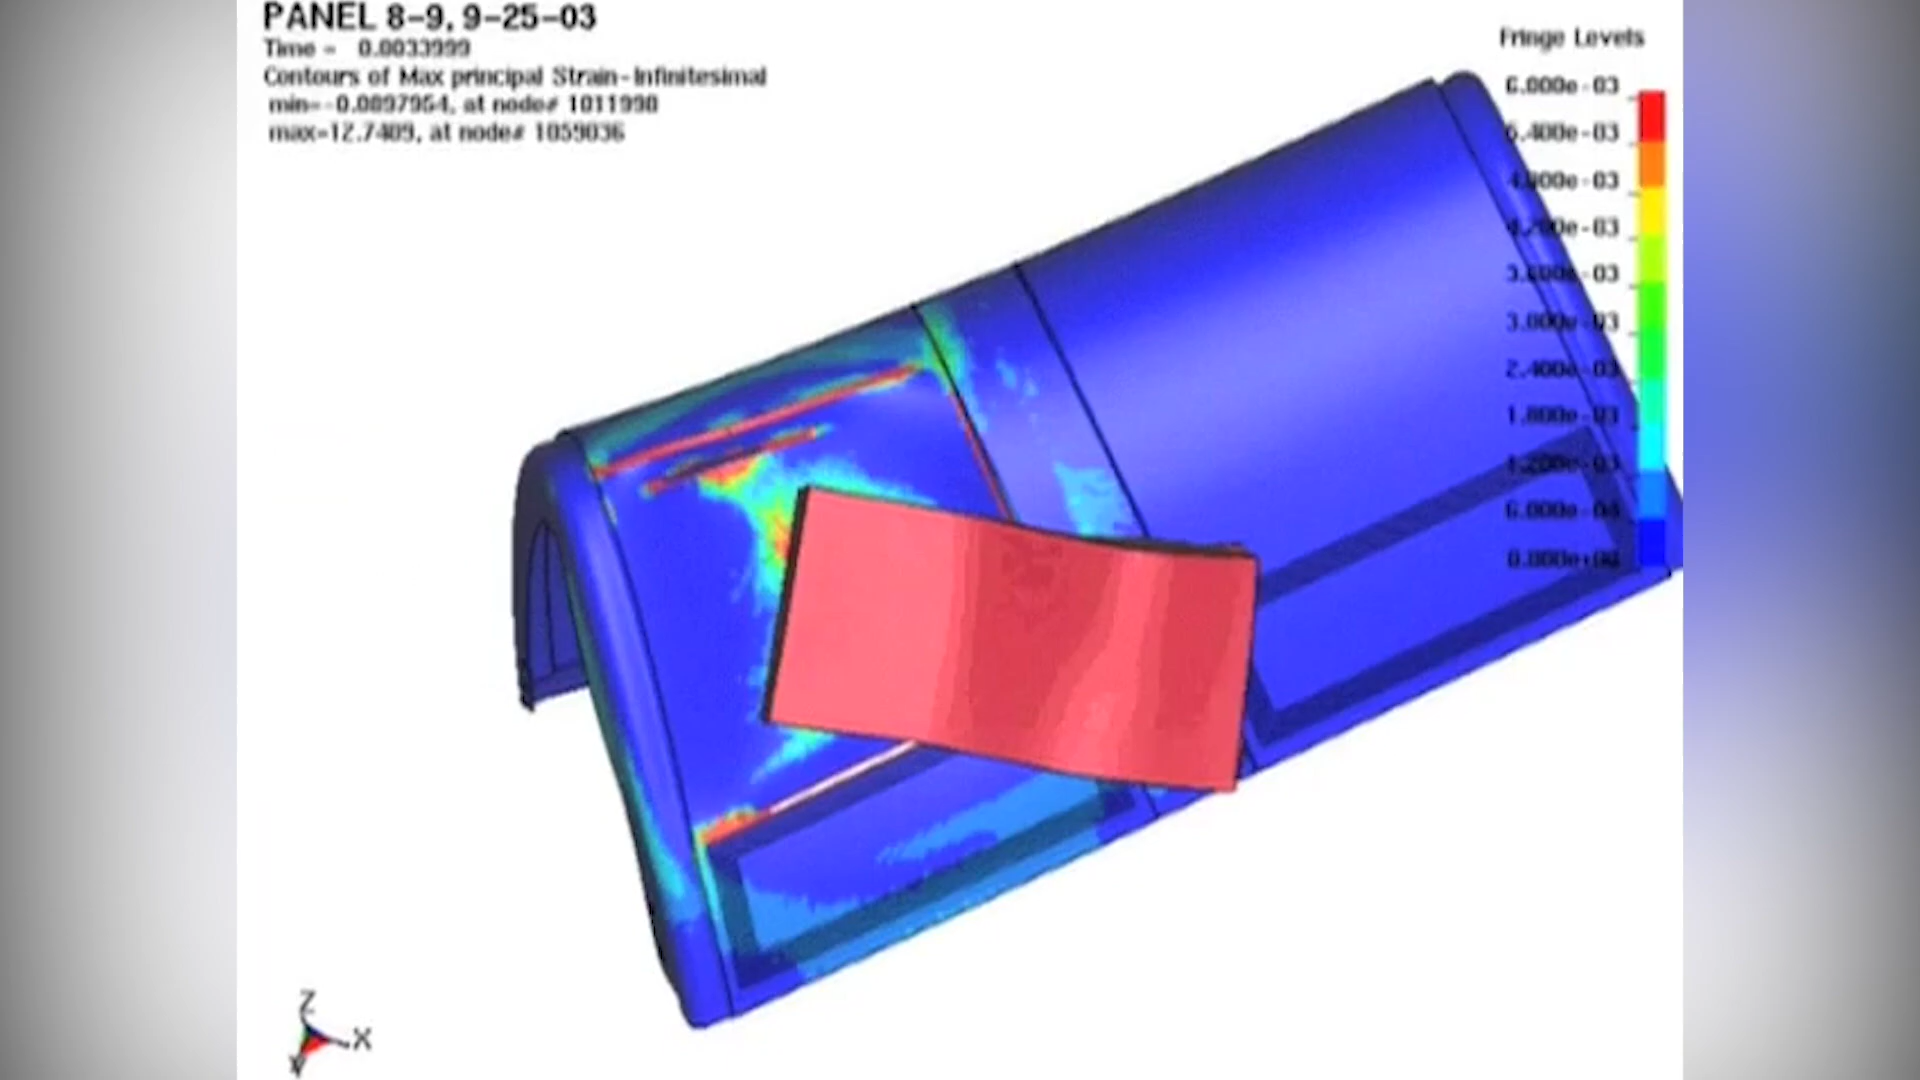 PANEL 8-9, 9-25-03
Time = 0.0033999
Contours of Max principal Strain-Infinitesimal
min=-0.0897954, at node# 1011998
max=12.7409, at node# 1059036
Fringe Levels
6.000e-03
5.400e-03
4.800e-03
4.200e-03
3.600e-03
3.000e-03
2.400e-03
1.800e-03
1.200e-03
6.000e-04
0.000e+00
Z
X
Y